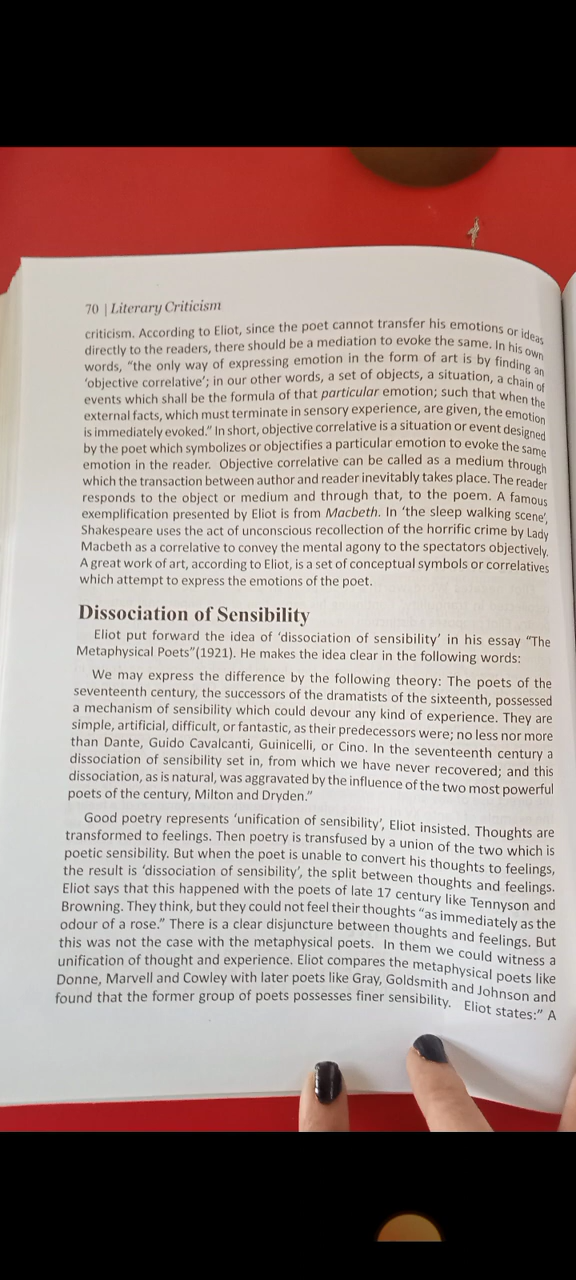 70 | Literary Criticism
criticism. According to Eliot, since the poet cannot transfer his emotions or ideas
directly to the readers, there should be a mediation to evoke the same. In his own
words, "the only way of expressing emotion in the form of art is by finding an
'objective correlative'; in our other words, a set of objects, a situation, a chain of
events which shall be the formula of that particular emotion; such that when the
external facts, which must terminate in sensory experience, are given, the emotion
is immediately evoked." In short, objective correlative is a situation or event designed
by the poet which symbolizes or objectifies a particular emotion to evoke the same
emotion in the reader. Objective correlative can be called as a medium through
which the transaction between author and reader inevitably takes place. The reader
responds to the object or medium and through that, to the poem. A famous
exemplification presented by Eliot is from Macbeth. In 'the sleep walking scene',
Shakespeare uses the act of unconscious recollection of the horrific crime by Lady
Macbeth as a correlative to convey the mental agony to the spectators objectively.
A great work of art, according to Eliot, is a set of conceptual symbols or correlatives
which attempt to express the emotions of the poet.
Dissociation of Sensibility
Eliot put forward the idea of 'dissociation of sensibility' in his essay "The
Metaphysical Poets"(1921). He makes the idea clear in the following words:
We may express the difference by the following theory: The poets of the
seventeenth century, the successors of the dramatists of the sixteenth, possessed
a mechanism of sensibility which could devour any kind of experience. They are
simple, artificial, difficult, or fantastic, as their predecessors were; no less nor more
than Dante, Guido Cavalcanti, Guinicelli, or Cino. In the seventeenth century a
dissociation of sensibility set in, from which we have never recovered; and this
dissociation, as is natural, was aggravated by the influence of the two most powerful
poets of the century, Milton and Dryden."
Good poetry represents 'unification of sensibility', Eliot insisted. Thoughts are
transformed to feelings. Then poetry is transfused by a union of the two which is
poetic sensibility. But when the poet is unable to convert his thoughts to feelings,
the result is 'dissociation of sensibility', the split between thoughts and feelings.
Eliot says that this happened with the poets of late 17 century like Tennyson and
Browning. They think, but they could not feel their thoughts "as immediately as the
odour of a rose." There is a clear disjuncture between thoughts and feelings. But
this was not the case with the metaphysical poets. In them we could witness a
unification of thought and experience. Eliot compares the metaphysical poets like
Donne, Marvell and Cowley with later poets like Gray, Goldsmith and Johnson and
found that the former group of poets possesses finer sensibility. Eliot states:" A